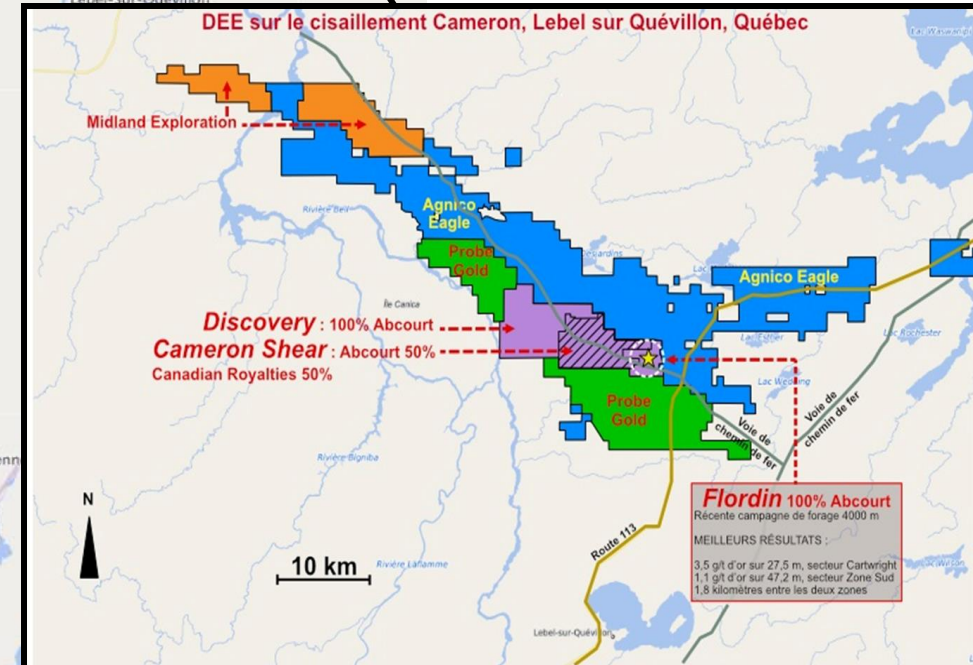 Lebel-sur-Quévillon
DEE sur le cisaillement Cameron, Lebel sur Quévillon, Québec
Midland Exploration
Rivière Bell
Agnico
Eagle
Probe
Gold
Agnico Eagle
Île Canica
Discovery : 100% Abcourt
Cameron Shear : Abcourt 50%
Canadian Royalties 50%
Lac Rochester
Lac Esther
Lac Wedding
Probe
Gold
Voie de
chemin de fer
Voie de
chemin de fer
Rivière Bigniba
N
10 km
Rivière Laflamme
Route 113
Lebel-sur-Quévillon
Flordin 100% Abcourt
Récente campagne de forage 4000 m
MEILLEURS RÉSULTATS :
3,5 g/t d'or sur 27,5 m, secteur Cartwright
1,1 g/t d'or sur 47,2 m, secteur Zone Sud
1,8 kilomètres entre les deux zones